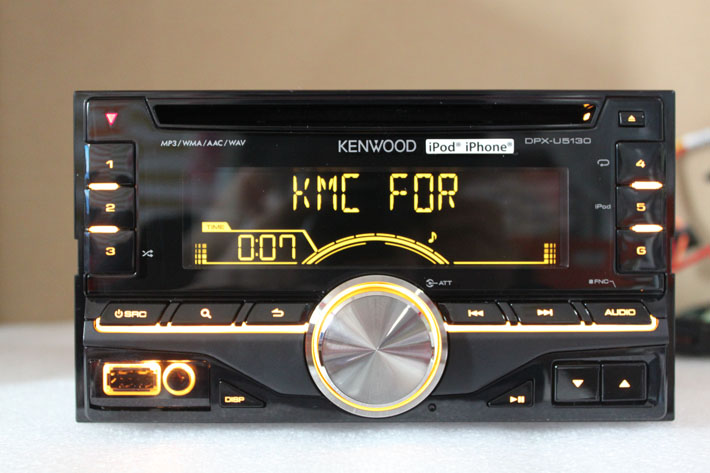 MP3/WMA/AAC/WAV
KENWOOD iPod® iPhone®
DPX-U5130
1
2
3
4
iPod 5
6
KMC FOR
TIME
0:07
ATT
FNC
SRC
AUDIO
DISP